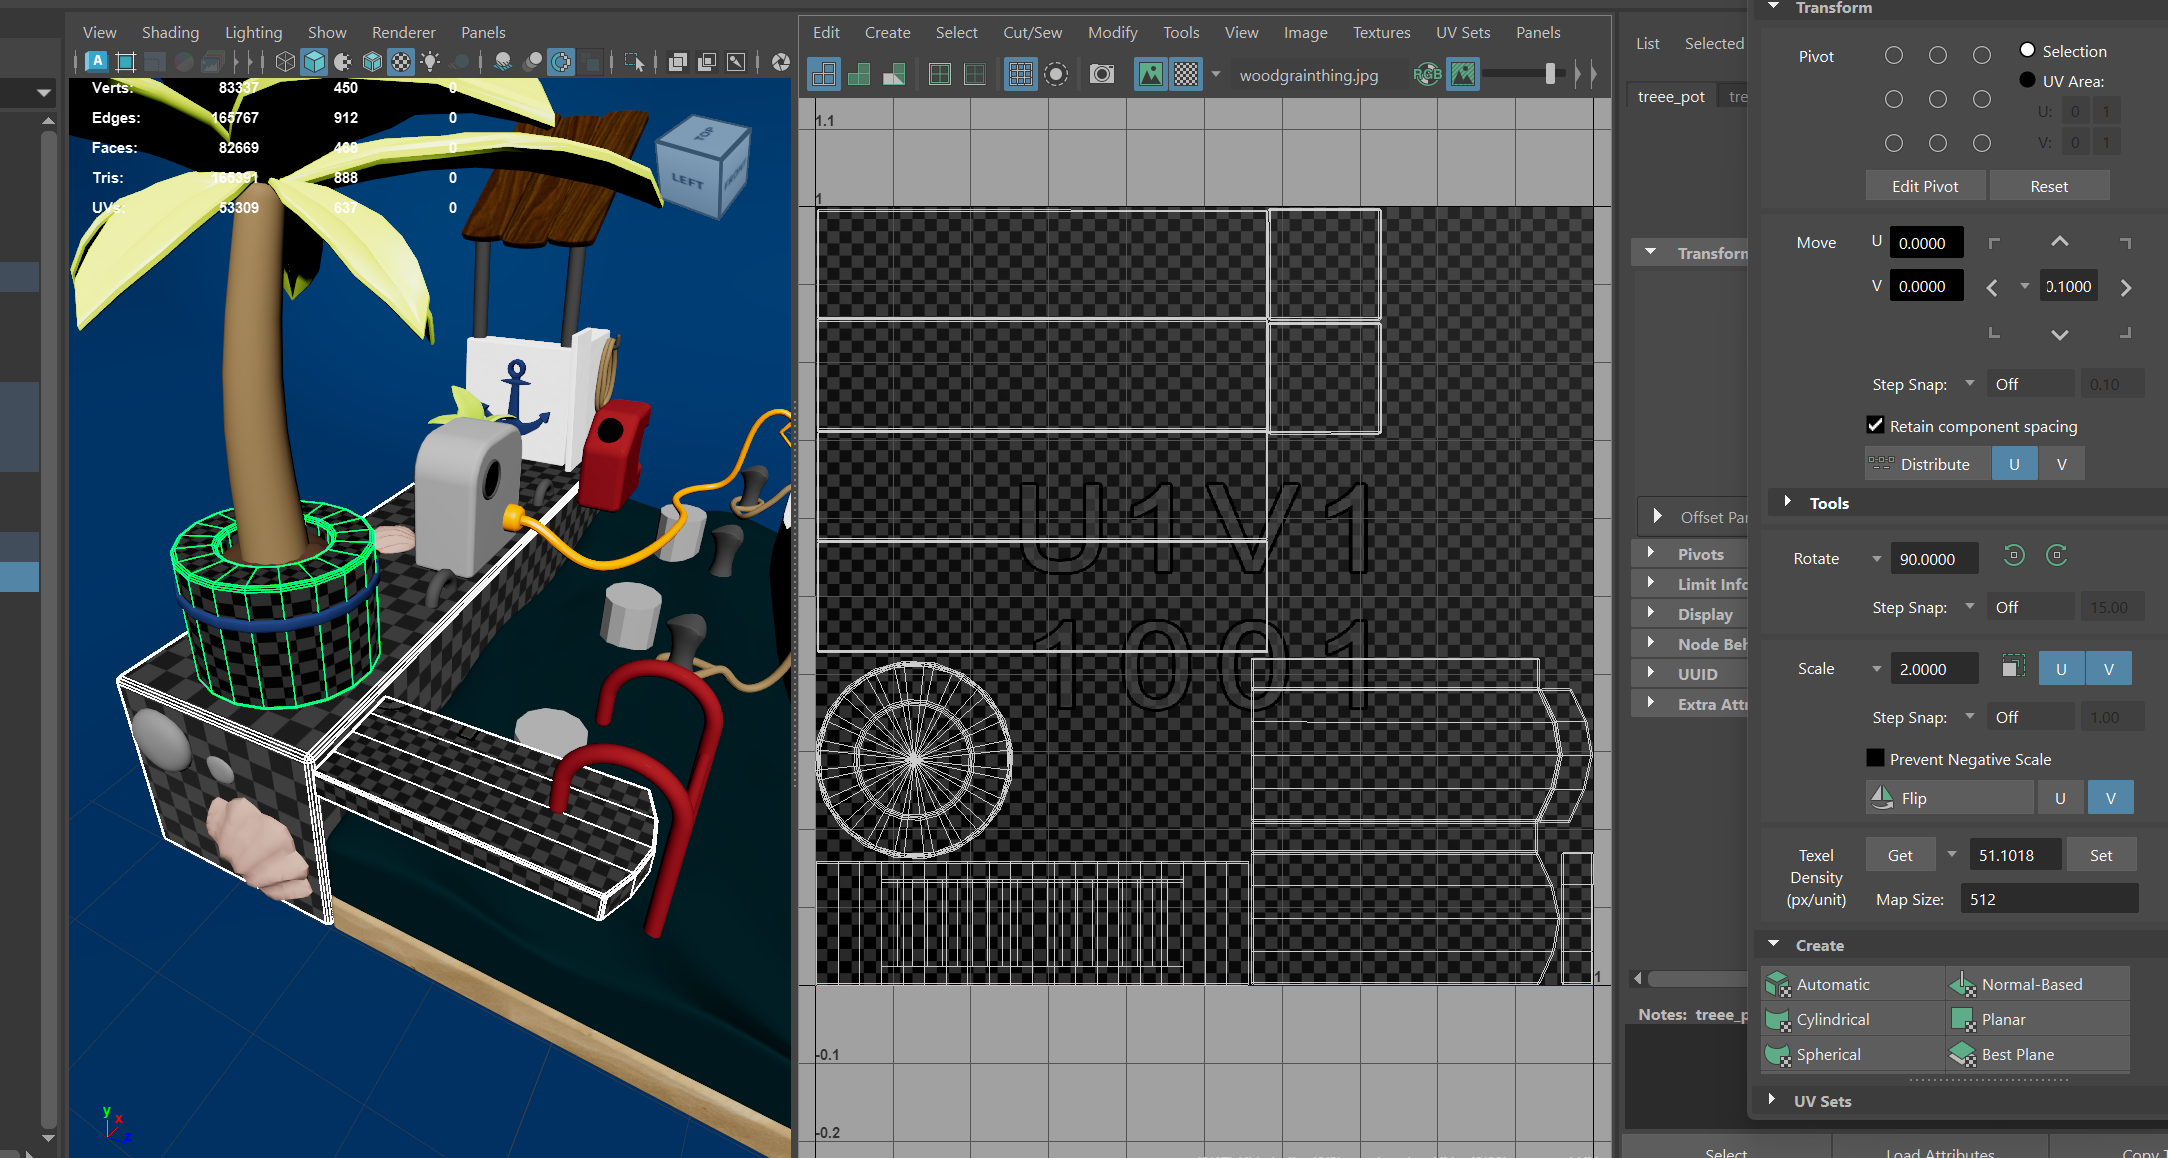 View Shading Lighting Show Renderer Panels
Verts: 83337 450 0
Edges: 165767 912 0
Faces: 82669 468 0
Tris: 165391 888 0
UVs: 53309 637 0
TOP
LEFT
y
x
z
Edit Create Select Cut/Sew Modify Tools View Image Textures UV Sets Panels
woodgrainthing.jpg
RGB
1.1
1
U1V1
1001
1
-0.1
-0.2
List Selected
treee_pot tre
Transform
Offset Par
Pivots
Limit Info
Display
Node Beh
UUID
Extra Attr
Notes: treee_p
Select
Load Attributes
Copy T
Transform
Pivot
Selection
UV Area:
U: 0 1
V: 0 1
Edit Pivot Reset
Move U 0.0000
V 0.0000 0.1000
Step Snap: Off 0.10
Retain component spacing
Distribute U V
Tools
Rotate 90.0000
Step Snap: Off 15.00
Scale 2.0000 U V
Step Snap: Off 1.00
Prevent Negative Scale
Flip U V
Texel Density (px/unit)
Get 51.1018 Set
Map Size: 512
Create
Automatic Normal-Based
Cylindrical Planar
Spherical Best Plane
UV Sets